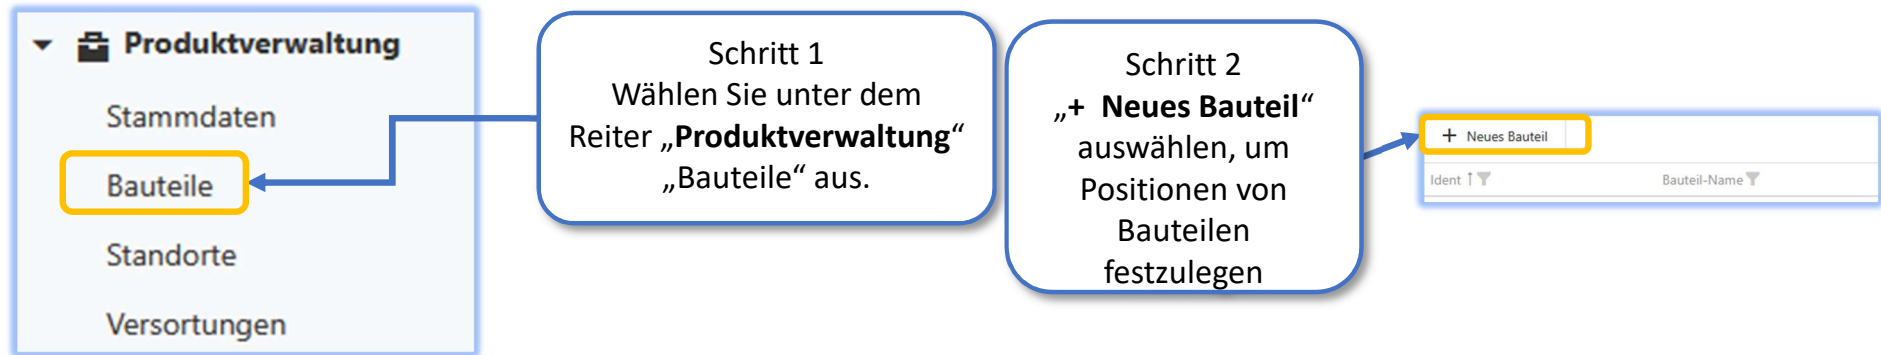 Produktverwaltung
Stammdaten
Bauteile
Standorte
Versortungen
Schritt 1
Wählen Sie unter dem
Reiter „Produktverwaltung“
„Bauteile“ aus.
Schritt 2
„+ Neues Bauteil“
auswählen, um
Positionen von
Bauteilen
festzulegen
+ Neues Bauteil
Ident ↑ Bauteil-Name